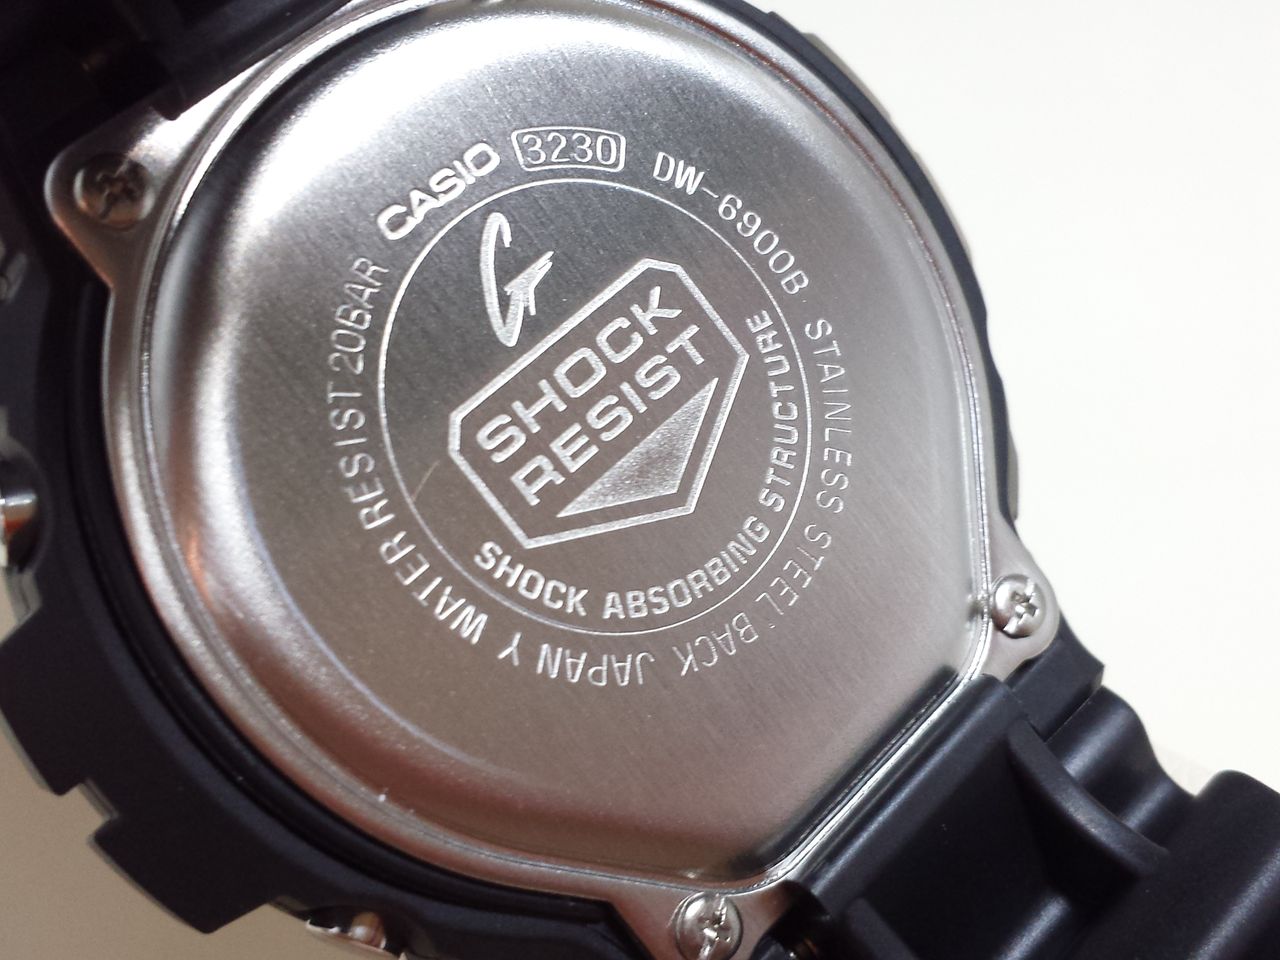 CASIO 3230 DW-6900B STAINLESS STEEL BACK JAPAN Y WATER RESIST 20BAR
G
SHOCK
RESIST
SHOCK ABSORBING STRUCTURE